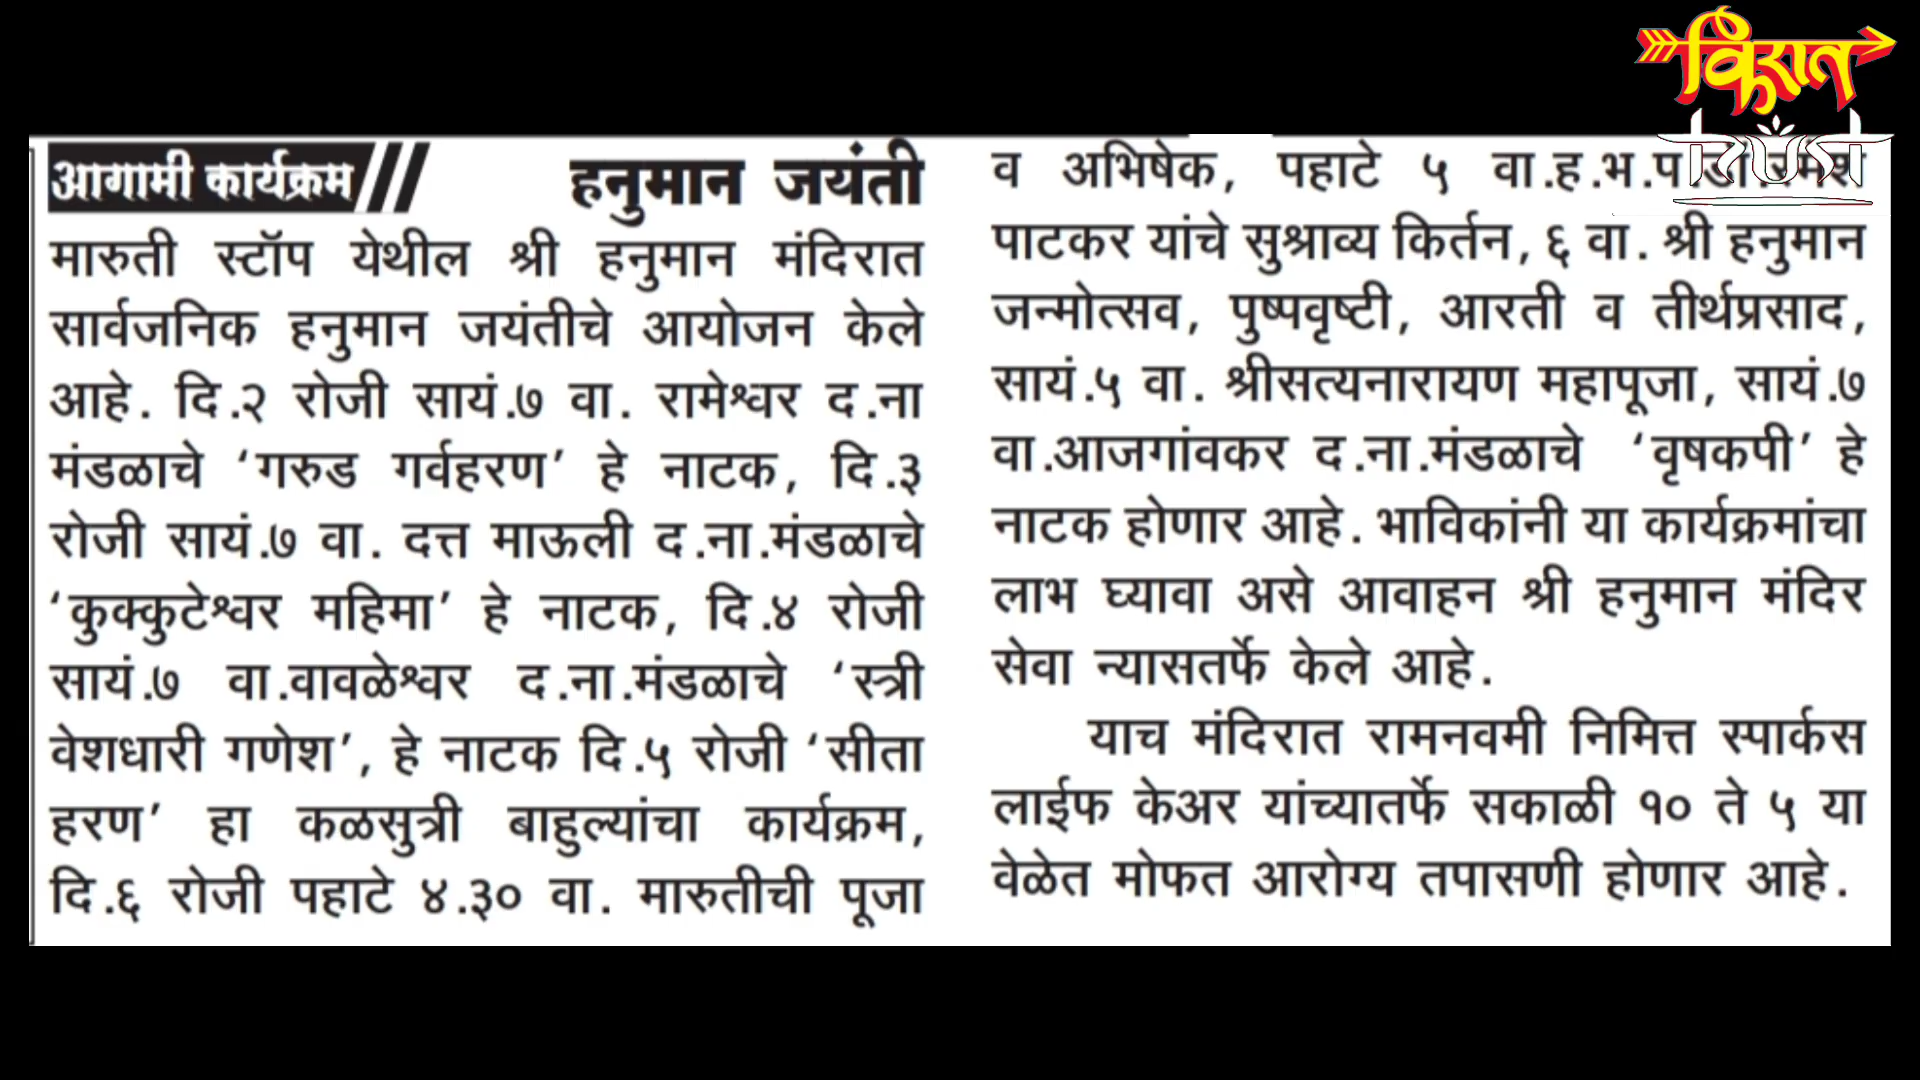 किरात
ट्रस्ट
आगामी कार्यक्रम
हनुमान जयंती
मारुती स्टॉप येथील श्री हनुमान मंदिरात
सार्वजनिक हनुमान जयंतीचे आयोजन केले
आहे. दि.२ रोजी सायं.७ वा. रामेश्वर द.ना
मंडळाचे ‘गरुड गर्वहरण’ हे नाटक, दि.३
रोजी सायं.७ वा. दत्त माऊली द.ना.मंडळाचे
‘कुक्कुटेश्वर महिमा’ हे नाटक, दि.४ रोजी
सायं.७ वा.वावळेश्वर द.ना.मंडळाचे ‘स्त्री
वेशधारी गणेश’, हे नाटक दि.५ रोजी ‘सीता
हरण’ हा कळसुत्री बाहुल्यांचा कार्यक्रम,
दि.६ रोजी पहाटे ४.३० वा. मारुतीची पूजा
व अभिषेक, पहाटे ५ वा.ह.भ.प.
पाटकर यांचे सुश्राव्य किर्तन, ६ वा. श्री हनुमान
जन्मोत्सव, पुष्पवृष्टी, आरती व तीर्थप्रसाद,
सायं.५ वा. श्रीसत्यनारायण महापूजा, सायं.७
वा.आजगांवकर द.ना.मंडळाचे ‘वृषकपी’ हे
नाटक होणार आहे. भाविकांनी या कार्यक्रमांचा
लाभ घ्यावा असे आवाहन श्री हनुमान मंदिर
सेवा न्यासतर्फे केले आहे.
याच मंदिरात रामनवमी निमित्त स्पार्कस
लाईफ केअर यांच्यातर्फे सकाळी १० ते ५ या
वेळेत मोफत आरोग्य तपासणी होणार आहे.